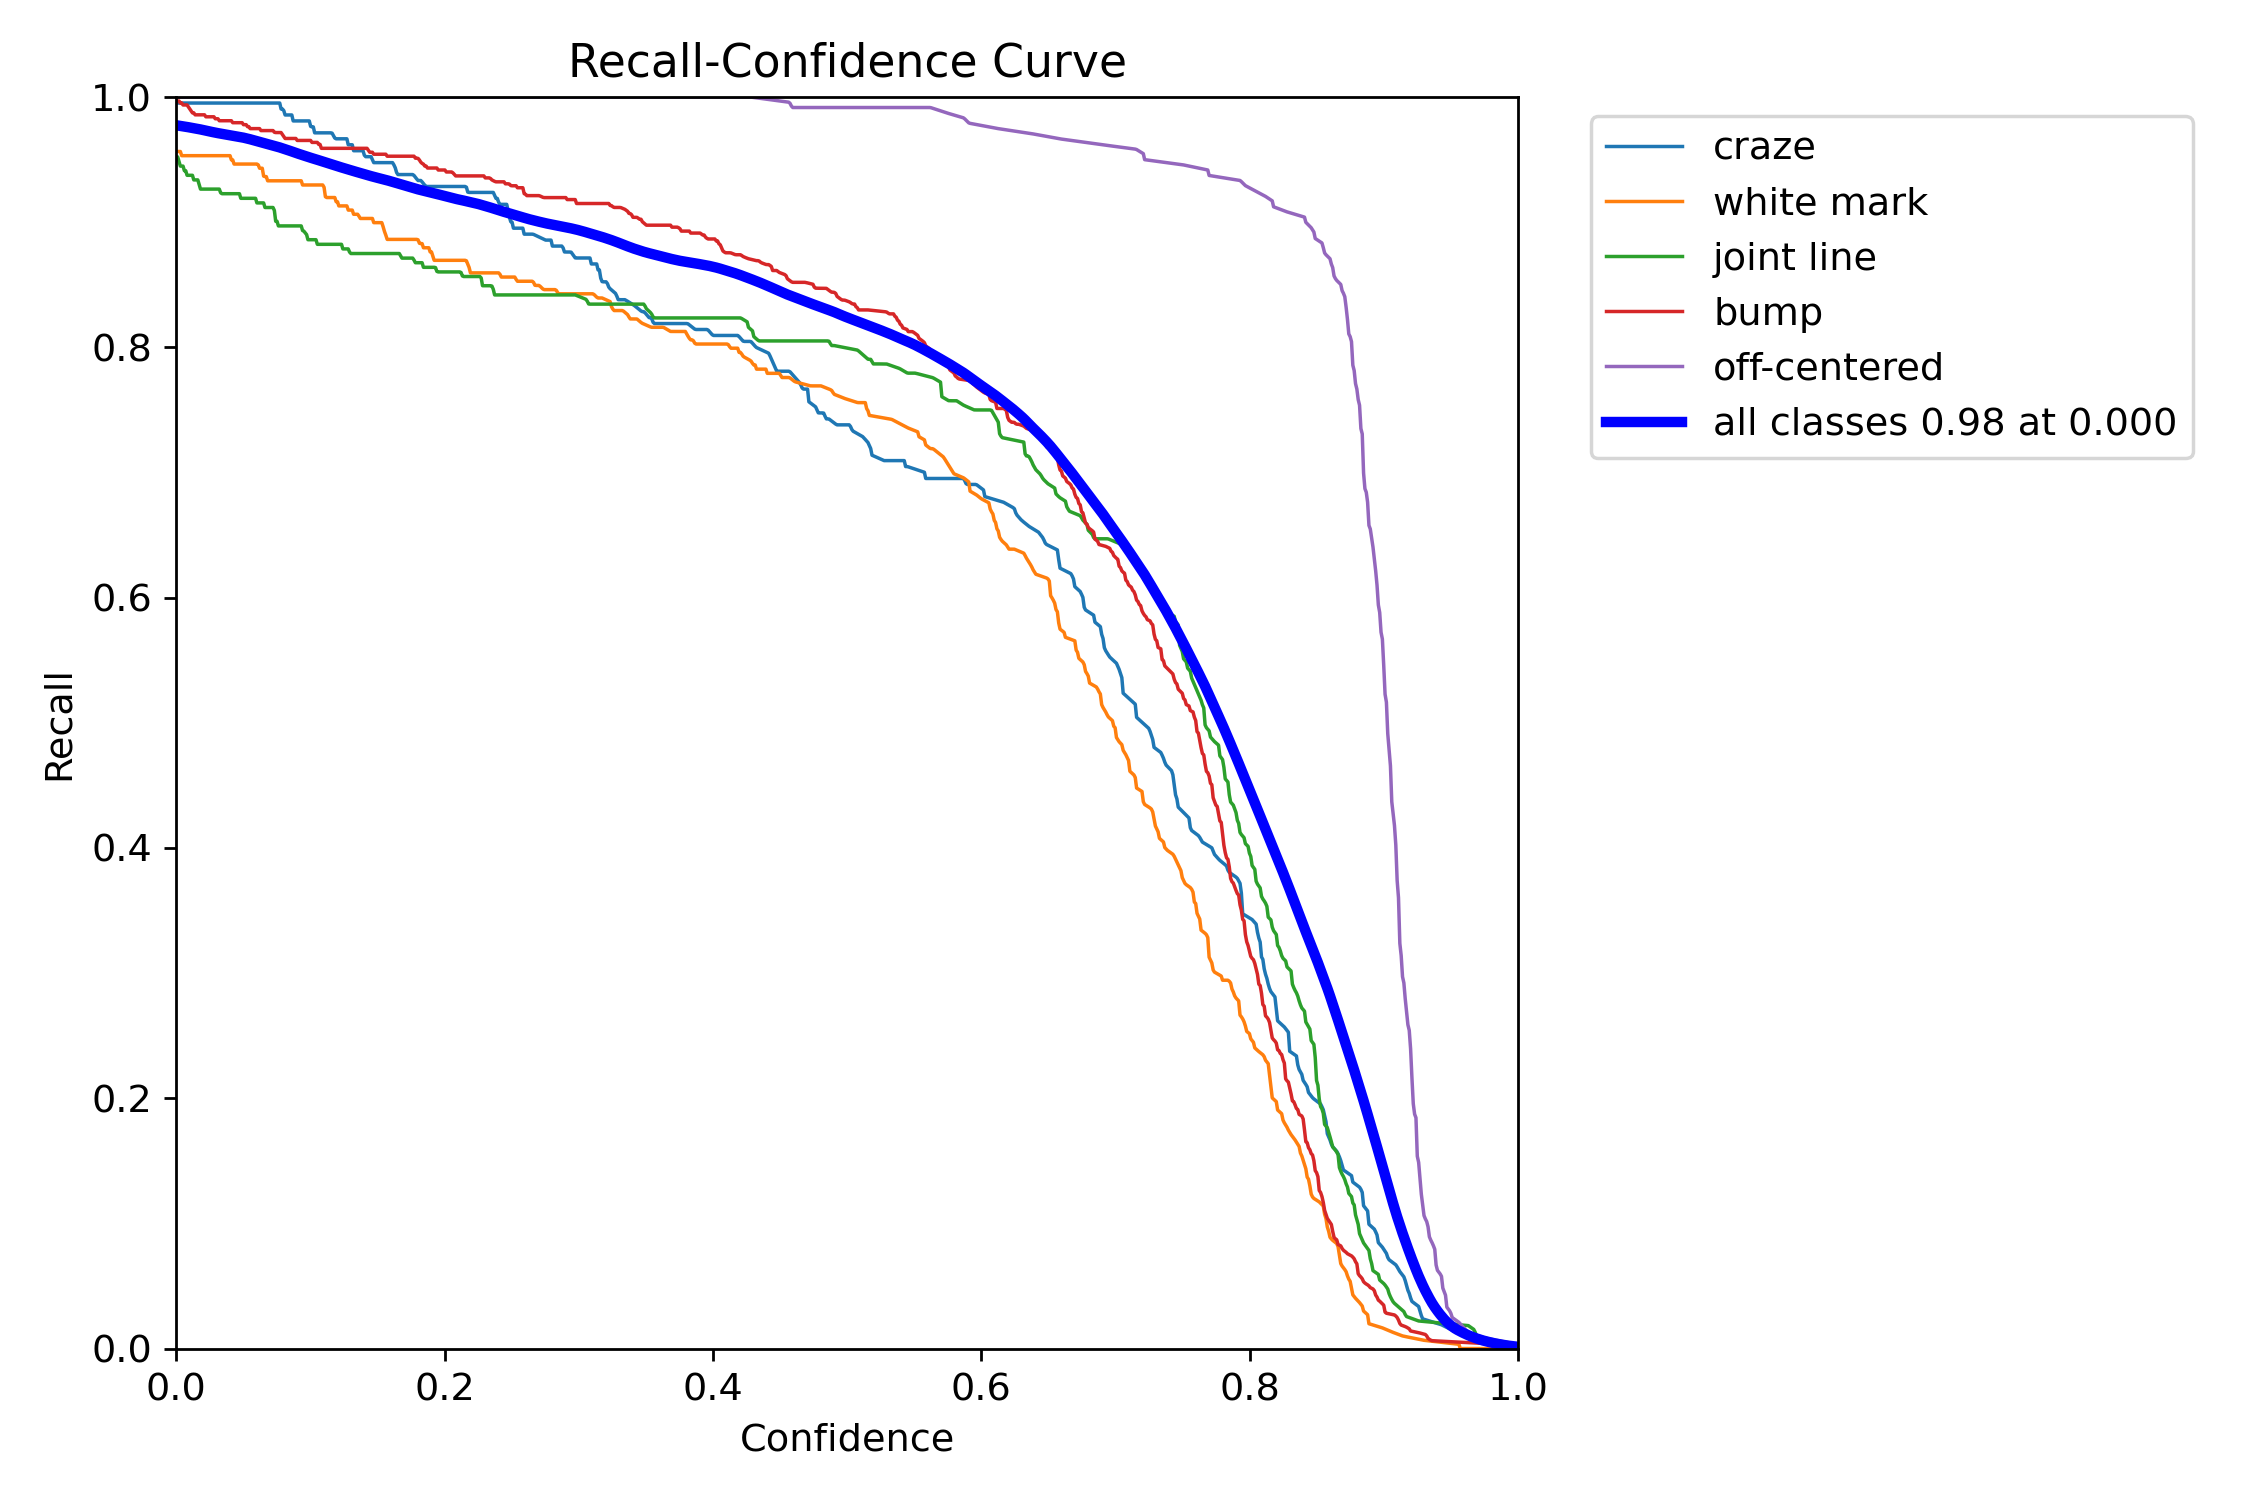 Recall-Confidence Curve
1.0
0.8
0.6
0.4
0.2
0.0
Recall
0.0 0.2 0.4 0.6 0.8 1.0
Confidence
craze
white mark
joint line
bump
off-centered
all classes 0.98 at 0.000